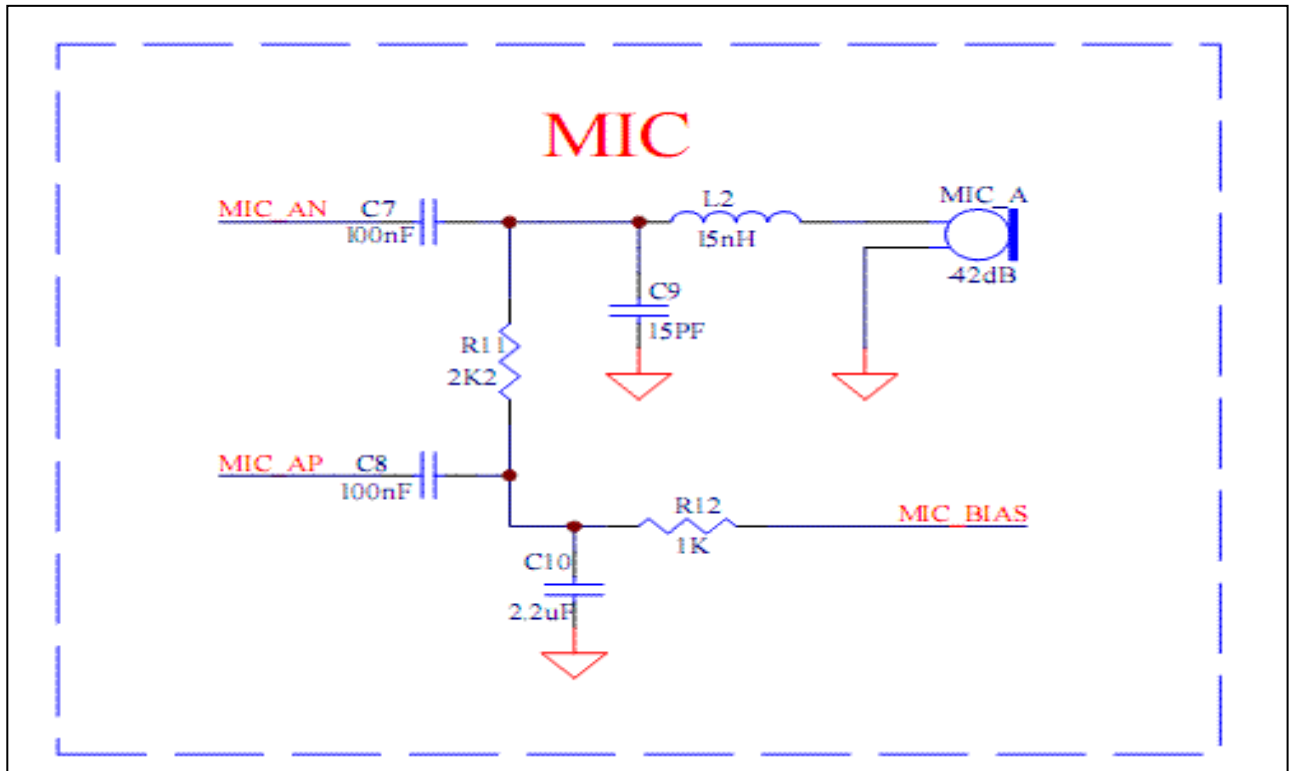 MIC
MIC_AN
C7
100nF
L2
15nH
MIC_A
-42dB
C9
15PF
R11
2K2
MIC_AP
C8
100nF
R12
1K
MIC_BIAS
C10
2.2uF